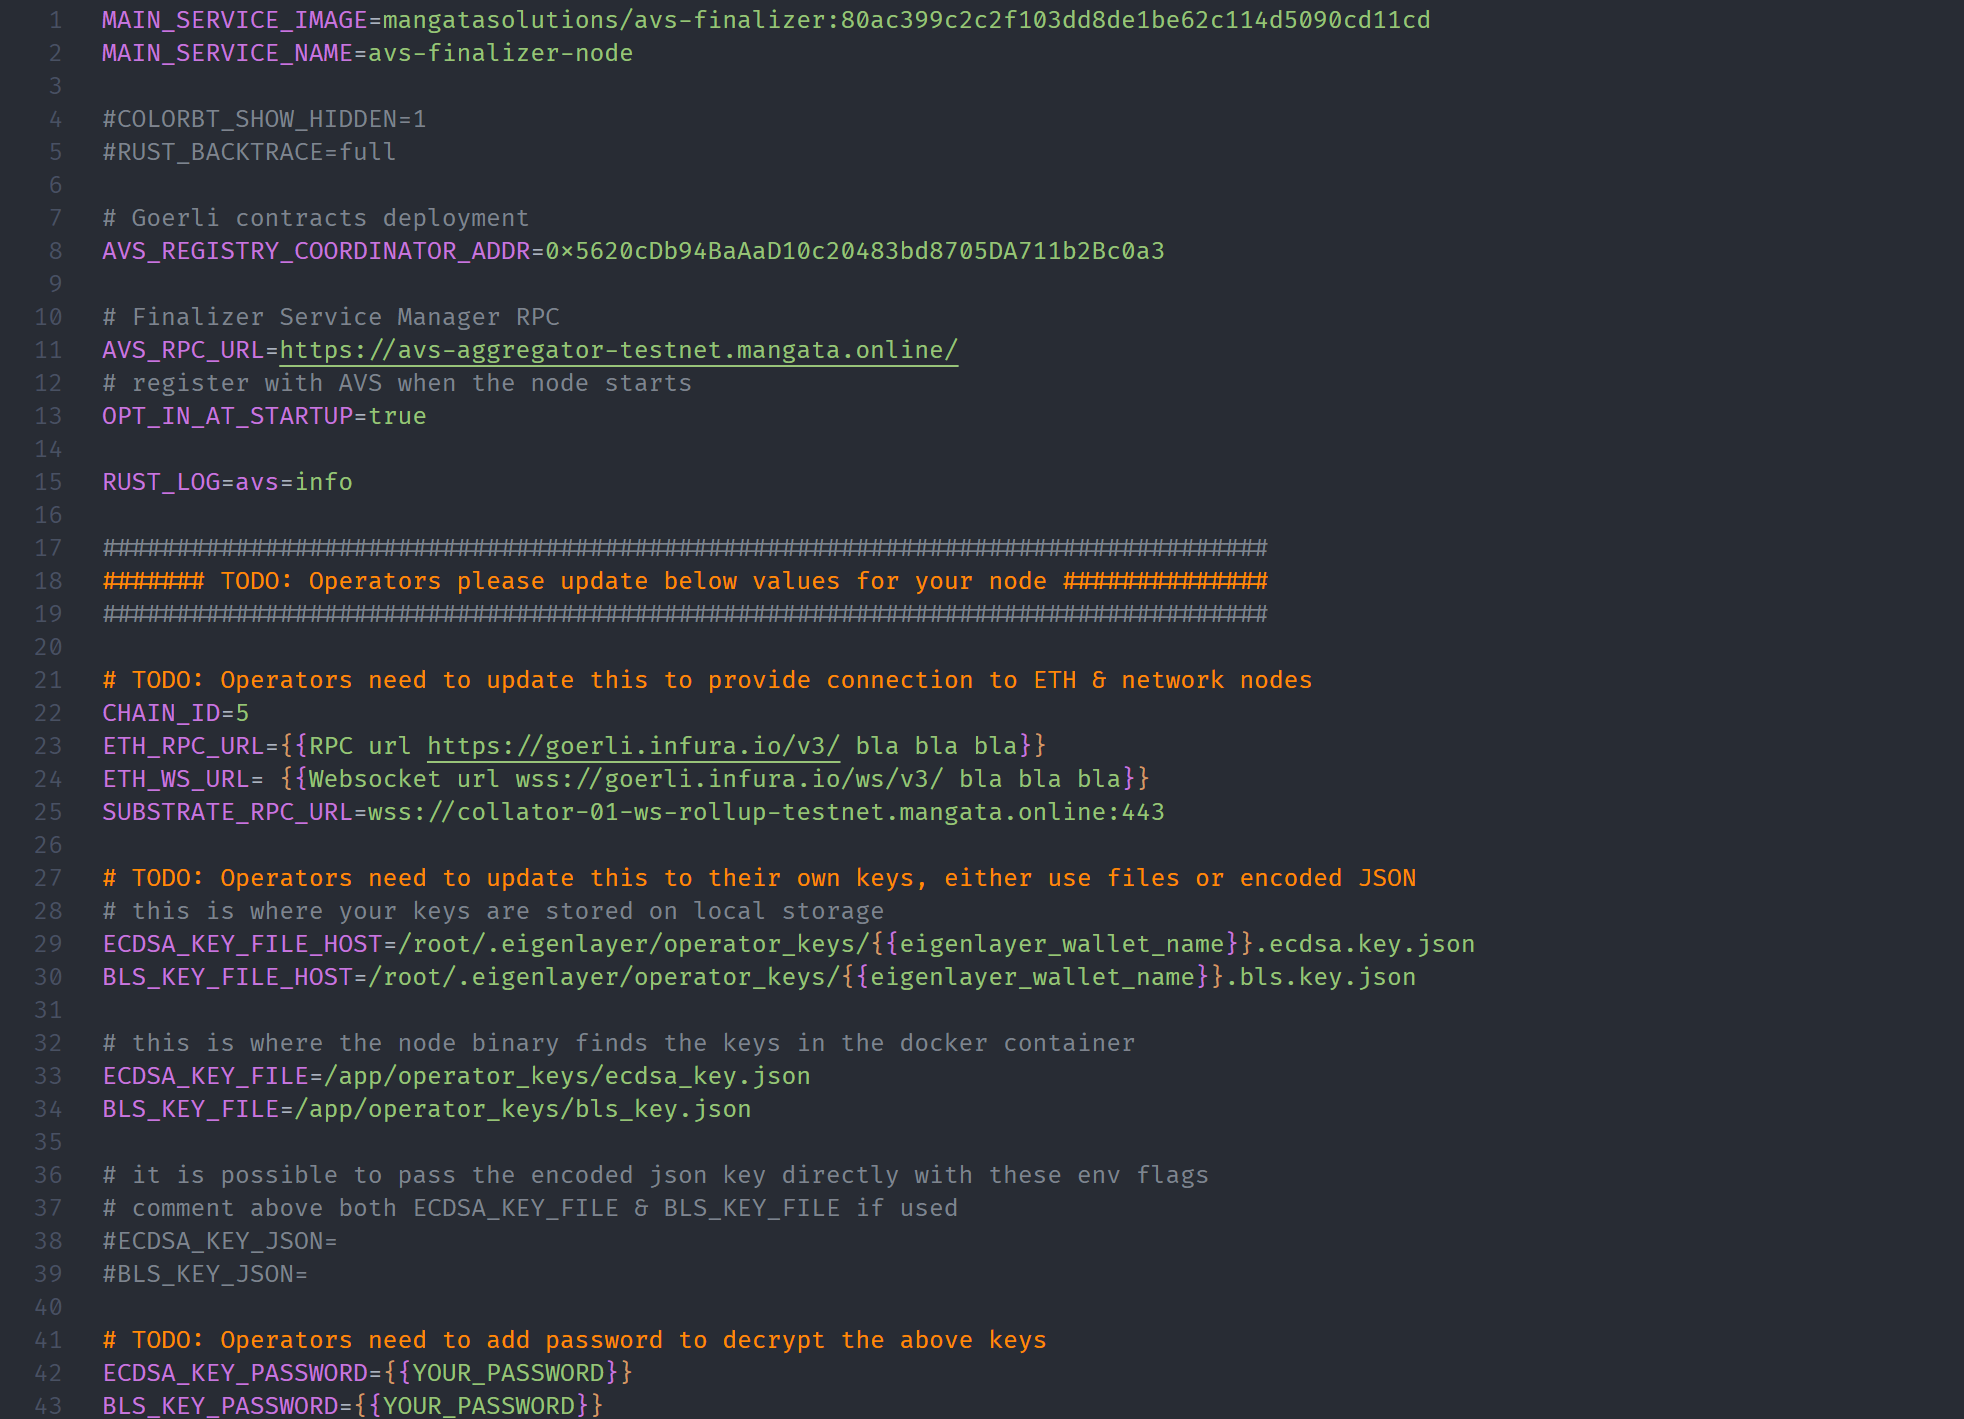 1 MAIN_SERVICE_IMAGE=mangatasolutions/avs-finalizer:80ac399c2c2f103dd8de1be62c114d5090cd11cd
2 MAIN_SERVICE_NAME=avs-finalizer-node
3
4 #COLORBT_SHOW_HIDDEN=1
5 #RUST_BACKTRACE=full
6
7 # Goerli contracts deployment
8 AVS_REGISTRY_COORDINATOR_ADDR=0×5620cDb94BaAaD10c20483bd8705DA711b2Bc0a3
9
10 # Finalizer Service Manager RPC
11 AVS_RPC_URL=https://avs-aggregator-testnet.mangata.online/
12 # register with AVS when the node starts
13 OPT_IN_AT_STARTUP=true
14
15 RUST_LOG=avs=info
16
17 ###############################################################################
18 ####### TODO: Operators please update below values for your node ##############
19 ###############################################################################
20
21 # TODO: Operators need to update this to provide connection to ETH & network nodes
22 CHAIN_ID=5
23 ETH_RPC_URL={{RPC url https://goerli.infura.io/v3/ bla bla bla}}
24 ETH_WS_URL= {{Websocket url wss://goerli.infura.io/ws/v3/ bla bla bla}}
25 SUBSTRATE_RPC_URL=wss://collator-01-ws-rollup-testnet.mangata.online:443
26
27 # TODO: Operators need to update this to their own keys, either use files or encoded JSON
28 # this is where your keys are stored on local storage
29 ECDSA_KEY_FILE_HOST=/root/.eigenlayer/operator_keys/{{eigenlayer_wallet_name}}.ecdsa.key.json
30 BLS_KEY_FILE_HOST=/root/.eigenlayer/operator_keys/{{eigenlayer_wallet_name}}.bls.key.json
31
32 # this is where the node binary finds the keys in the docker container
33 ECDSA_KEY_FILE=/app/operator_keys/ecdsa_key.json
34 BLS_KEY_FILE=/app/operator_keys/bls_key.json
35
36 # it is possible to pass the encoded json key directly with these env flags
37 # comment above both ECDSA_KEY_FILE & BLS_KEY_FILE if used
38 #ECDSA_KEY_JSON=
39 #BLS_KEY_JSON=
40
41 # TODO: Operators need to add password to decrypt the above keys
42 ECDSA_KEY_PASSWORD={{YOUR_PASSWORD}}
43 BLS_KEY_PASSWORD={{YOUR_PASSWORD}}